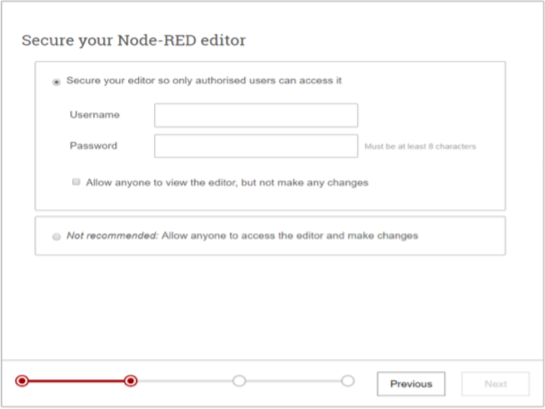 Secure your Node-RED editor
Secure your editor so only authorised users can access it
Username
Password
Must be at least 8 characters
Allow anyone to view the editor, but not make any changes
Not recommended: Allow anyone to access the editor and make changes
Previous
Next